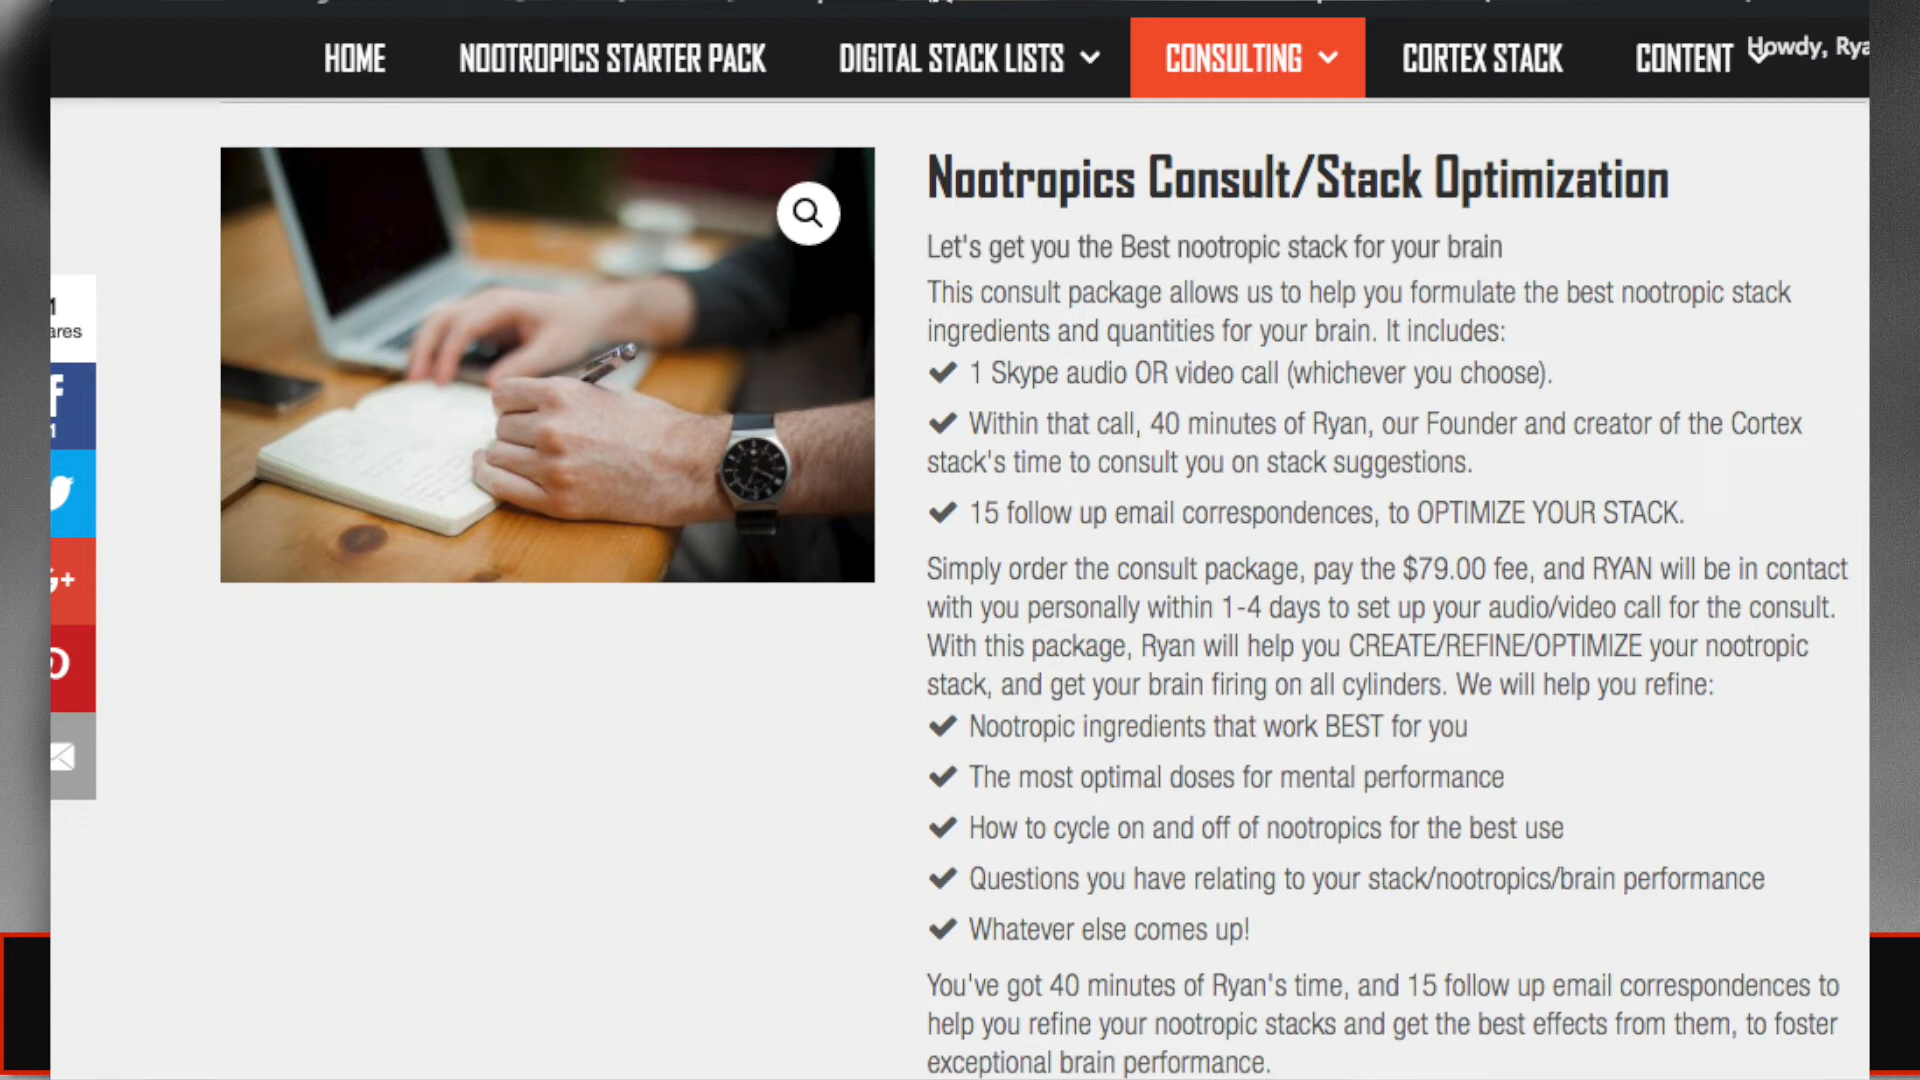 HOME NOOTROPICS STARTER PACK DIGITAL STACK LISTS CONSULTING CORTEX STACK CONTENT Howdy, Rya
Nootropics Consult/Stack Optimization
Let's get you the Best nootropic stack for your brain
This consult package allows us to help you formulate the best nootropic stack
ingredients and quantities for your brain. It includes:
1 Skype audio OR video call (whichever you choose).
Within that call, 40 minutes of Ryan, our Founder and creator of the Cortex
stack's time to consult you on stack suggestions.
15 follow up email correspondences, to OPTIMIZE YOUR STACK.
Simply order the consult package, pay the $79.00 fee, and RYAN will be in contact
with you personally within 1-4 days to set up your audio/video call for the consult.
With this package, Ryan will help you CREATE/REFINE/OPTIMIZE your nootropic
stack, and get your brain firing on all cylinders. We will help you refine:
Nootropic ingredients that work BEST for you
The most optimal doses for mental performance
How to cycle on and off of nootropics for the best use
Questions you have relating to your stack/nootropics/brain performance
Whatever else comes up!
You've got 40 minutes of Ryan's time, and 15 follow up email correspondences to
help you refine your nootropic stacks and get the best effects from them, to foster
exceptional brain performance.
1
ares
f
1
G+